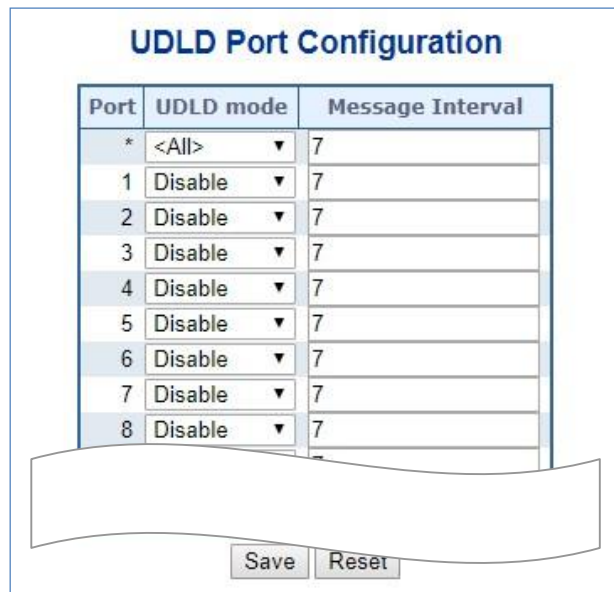 UDLD Port Configuration
Port UDLD mode Message Interval
* <All> 7
1 Disable 7
2 Disable 7
3 Disable 7
4 Disable 7
5 Disable 7
6 Disable 7
7 Disable 7
8 Disable 7
Save Reset